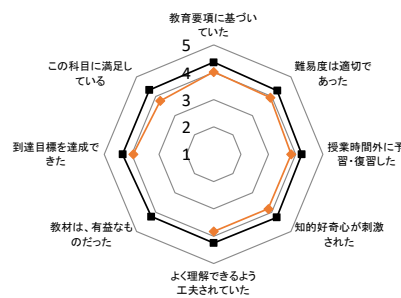 教育要項に基づい
ていた
難易度は適切で
あった
授業時間外に予
習・復習した
知的好奇心が刺激
された
よく理解できるよう
工夫されていた
教材は、有益なも
のだった
到達目標を達成で
きた
この科目に満足し
ている
5
4
3
2
1